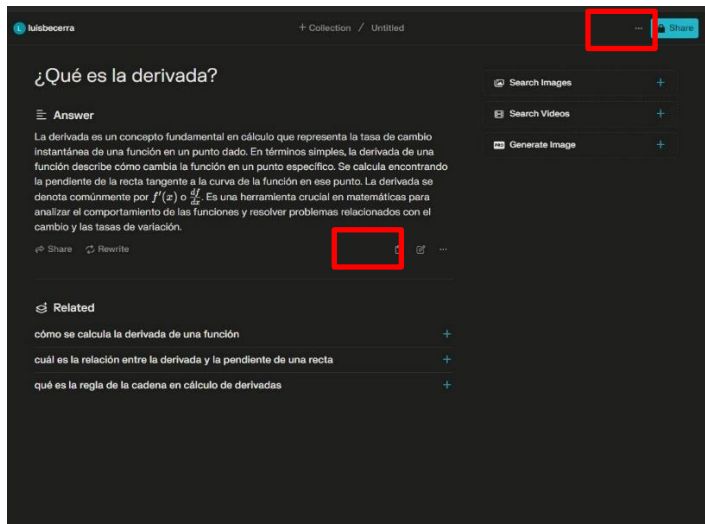 L luisbecerra
+ Collection / Untitled
... Share
¿Qué es la derivada?
Answer
La derivada es un concepto fundamental en cálculo que representa la tasa de cambio
instantánea de una función en un punto dado. En términos simples, la derivada de una
función describe cómo cambia la función en un punto específico. Se calcula encontrando
la pendiente de la recta tangente a la curva de la función en ese punto. La derivada se
denota comúnmente por f′(x) o df/dx. Es una herramienta crucial en matemáticas para
analizar el comportamiento de las funciones y resolver problemas relacionados con el
cambio y las tasas de variación.
Share Rewrite ...
Related
cómo se calcula la derivada de una función +
cuál es la relación entre la derivada y la pendiente de una recta +
qué es la regla de la cadena en cálculo de derivadas +
Search Images +
Search Videos +
PRO Generate Image +